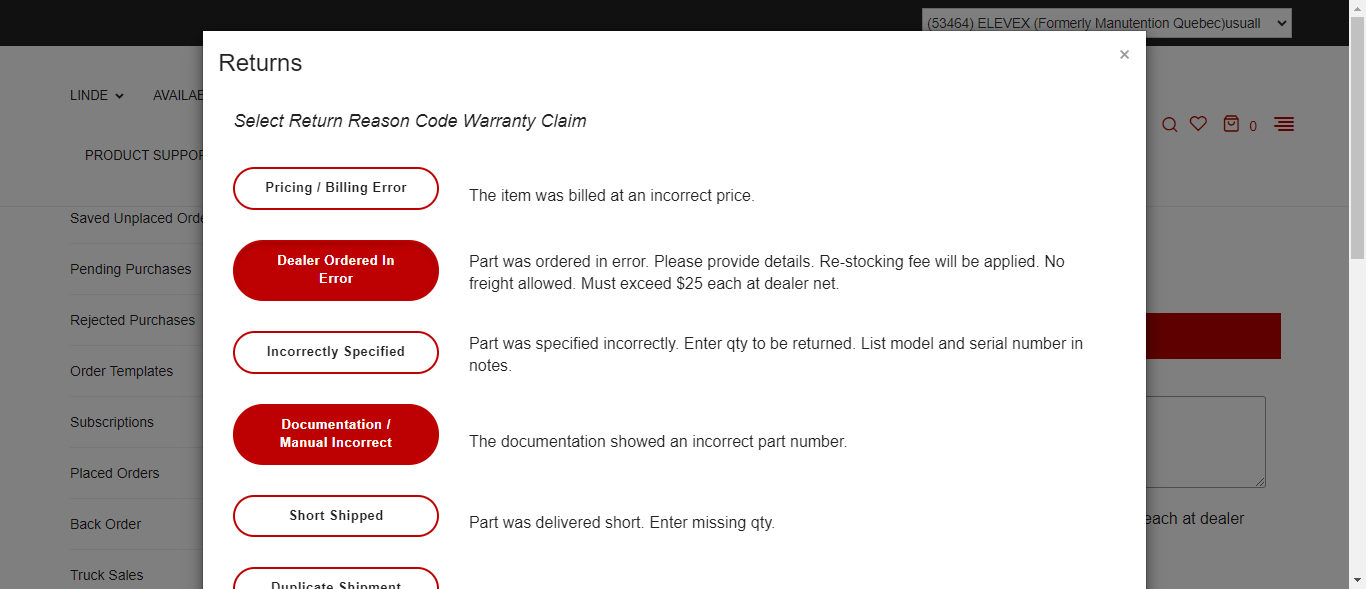 (53464) ELEVEX (Formerly Manutention Quebec)usuall
Returns
×
LINDE
AVAILAE
Select Return Reason Code Warranty Claim
0
PRODUCT SUPPOR
Pricing / Billing Error
The item was billed at an incorrect price.
Saved Unplaced Orde
Dealer Ordered In
Error
Part was ordered in error. Please provide details. Re-stocking fee will be applied. No
freight allowed. Must exceed $25 each at dealer net.
Pending Purchases
Rejected Purchases
Incorrectly Specified
Part was specified incorrectly. Enter qty to be returned. List model and serial number in
notes.
Order Templates
Subscriptions
Documentation /
Manual Incorrect
The documentation showed an incorrect part number.
Placed Orders
Short Shipped
Part was delivered short. Enter missing qty.
each at dealer
Back Order
Truck Sales
Duplicate Shipment